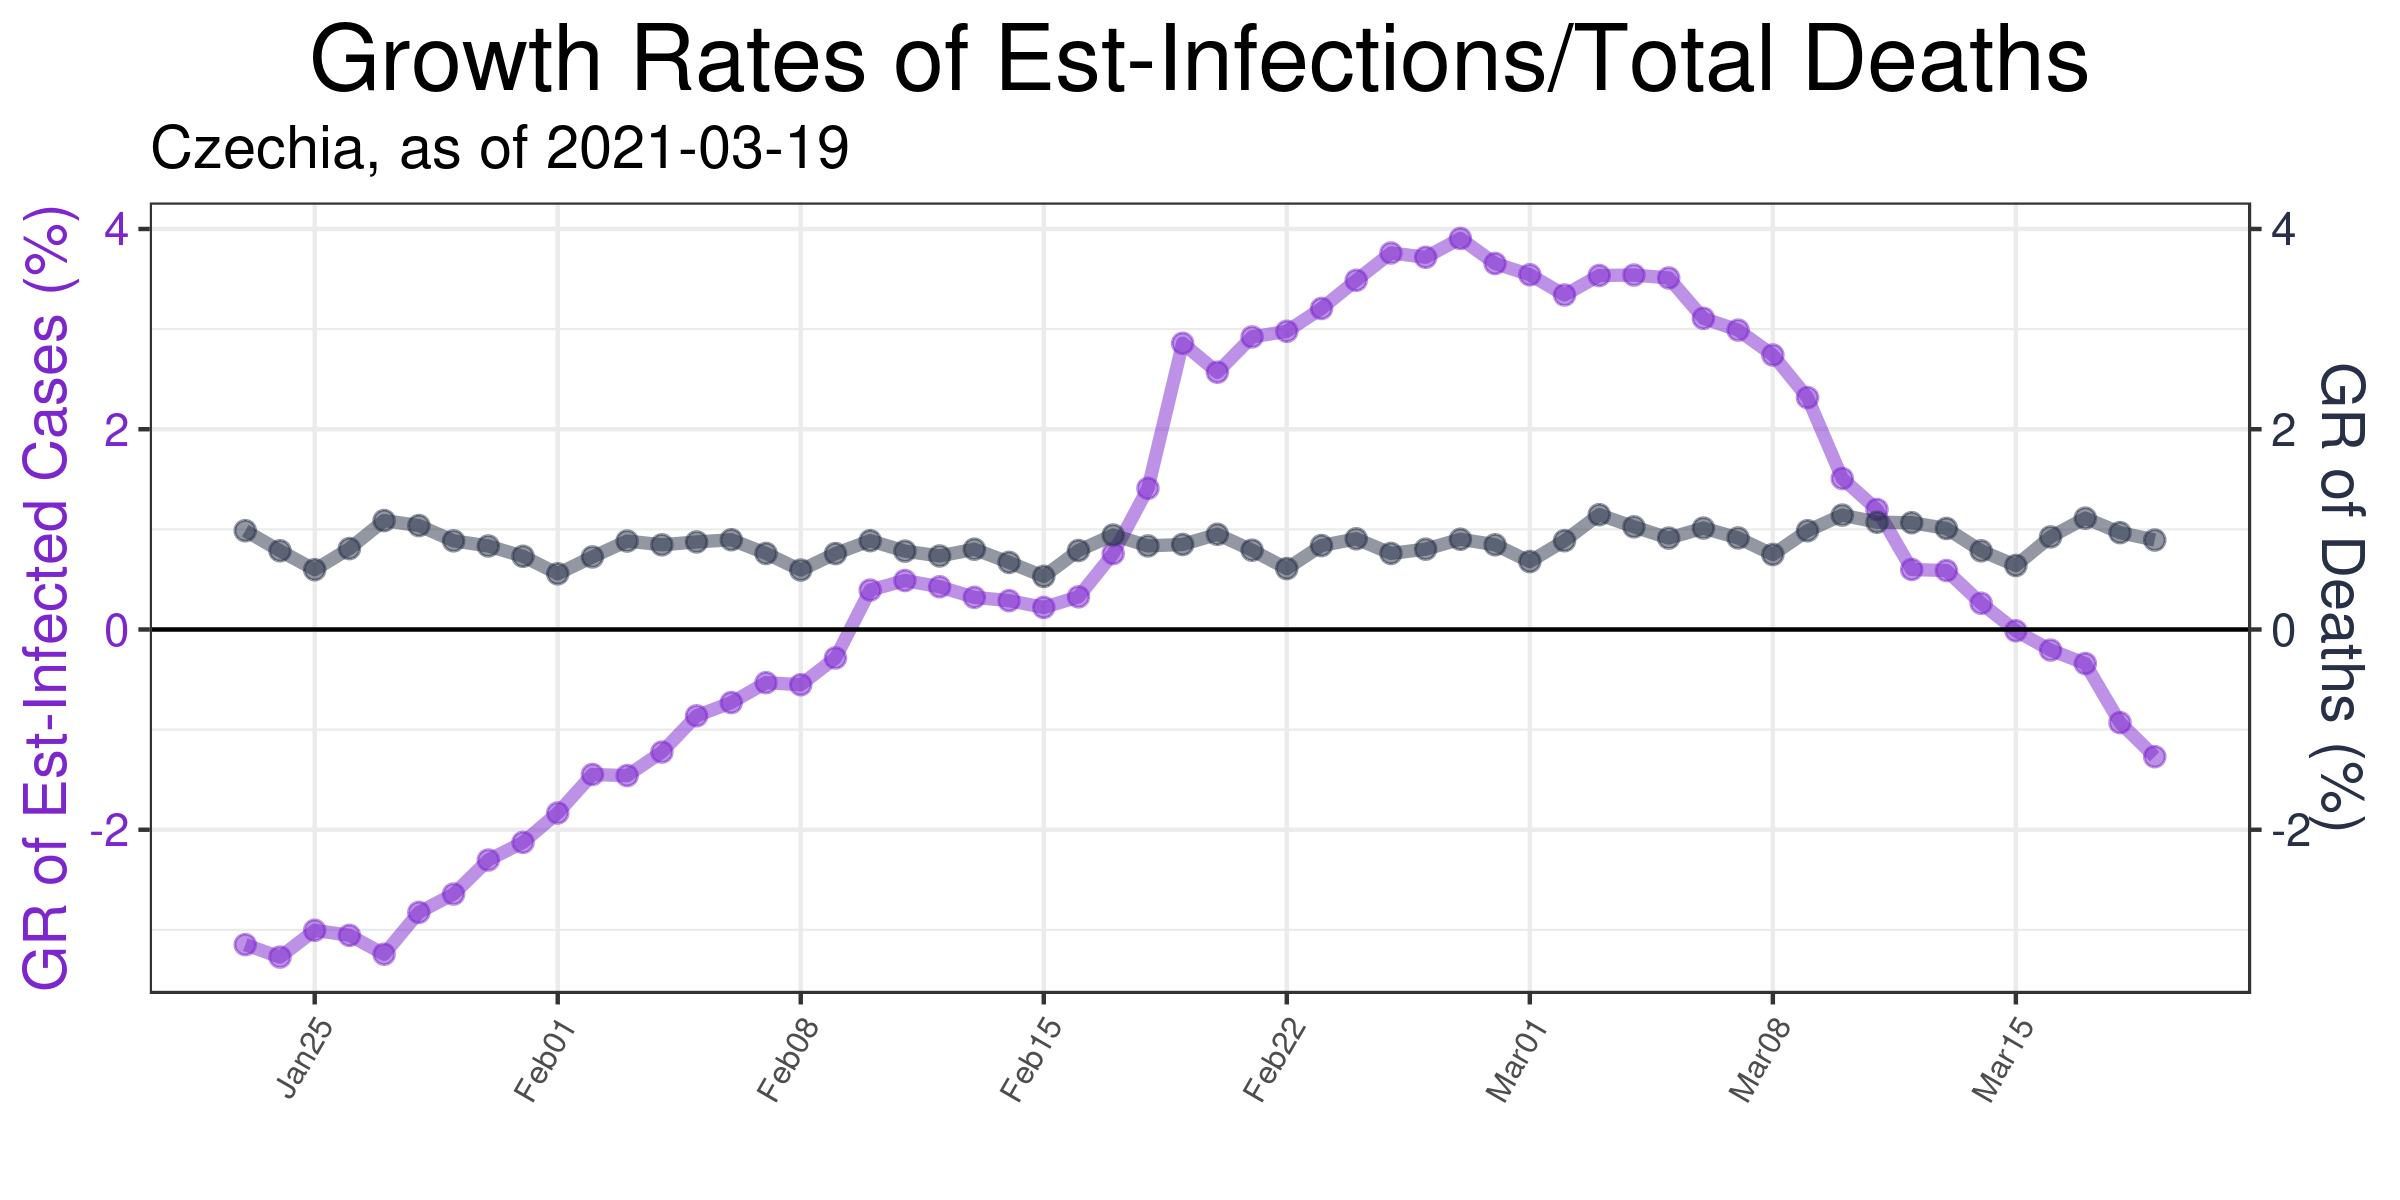 Growth Rates of Est-Infections/Total Deaths
Czechia, as of 2021-03-19
GR of Est-Infected Cases (%)
4
2
0
-2
4
2
0
-2
GR of Deaths (%)
Jan25
Feb01
Feb08
Feb15
Feb22
Mar01
Mar08
Mar15